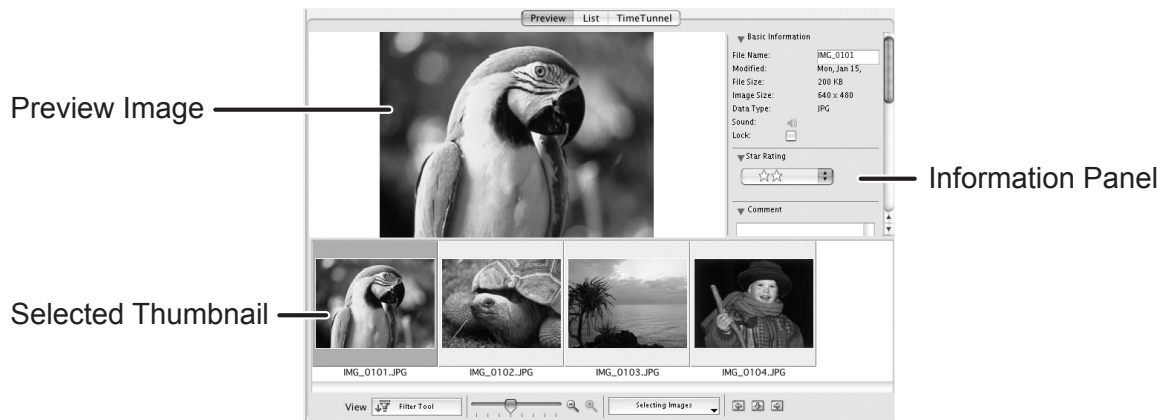 Preview List TimeTunnel
Basic Information
File Name: IMG_0101
Modified: Mon, Jan 15,
File Size: 200 KB
Image Size: 640 x 480
Data Type: JPG
Sound:
Lock:
Star Rating
Comment
Preview Image
Information Panel
Selected Thumbnail
IMG_0101.JPG IMG_0102.JPG IMG_0103.JPG IMG_0104.JPG
View Filter Tool Selecting Images